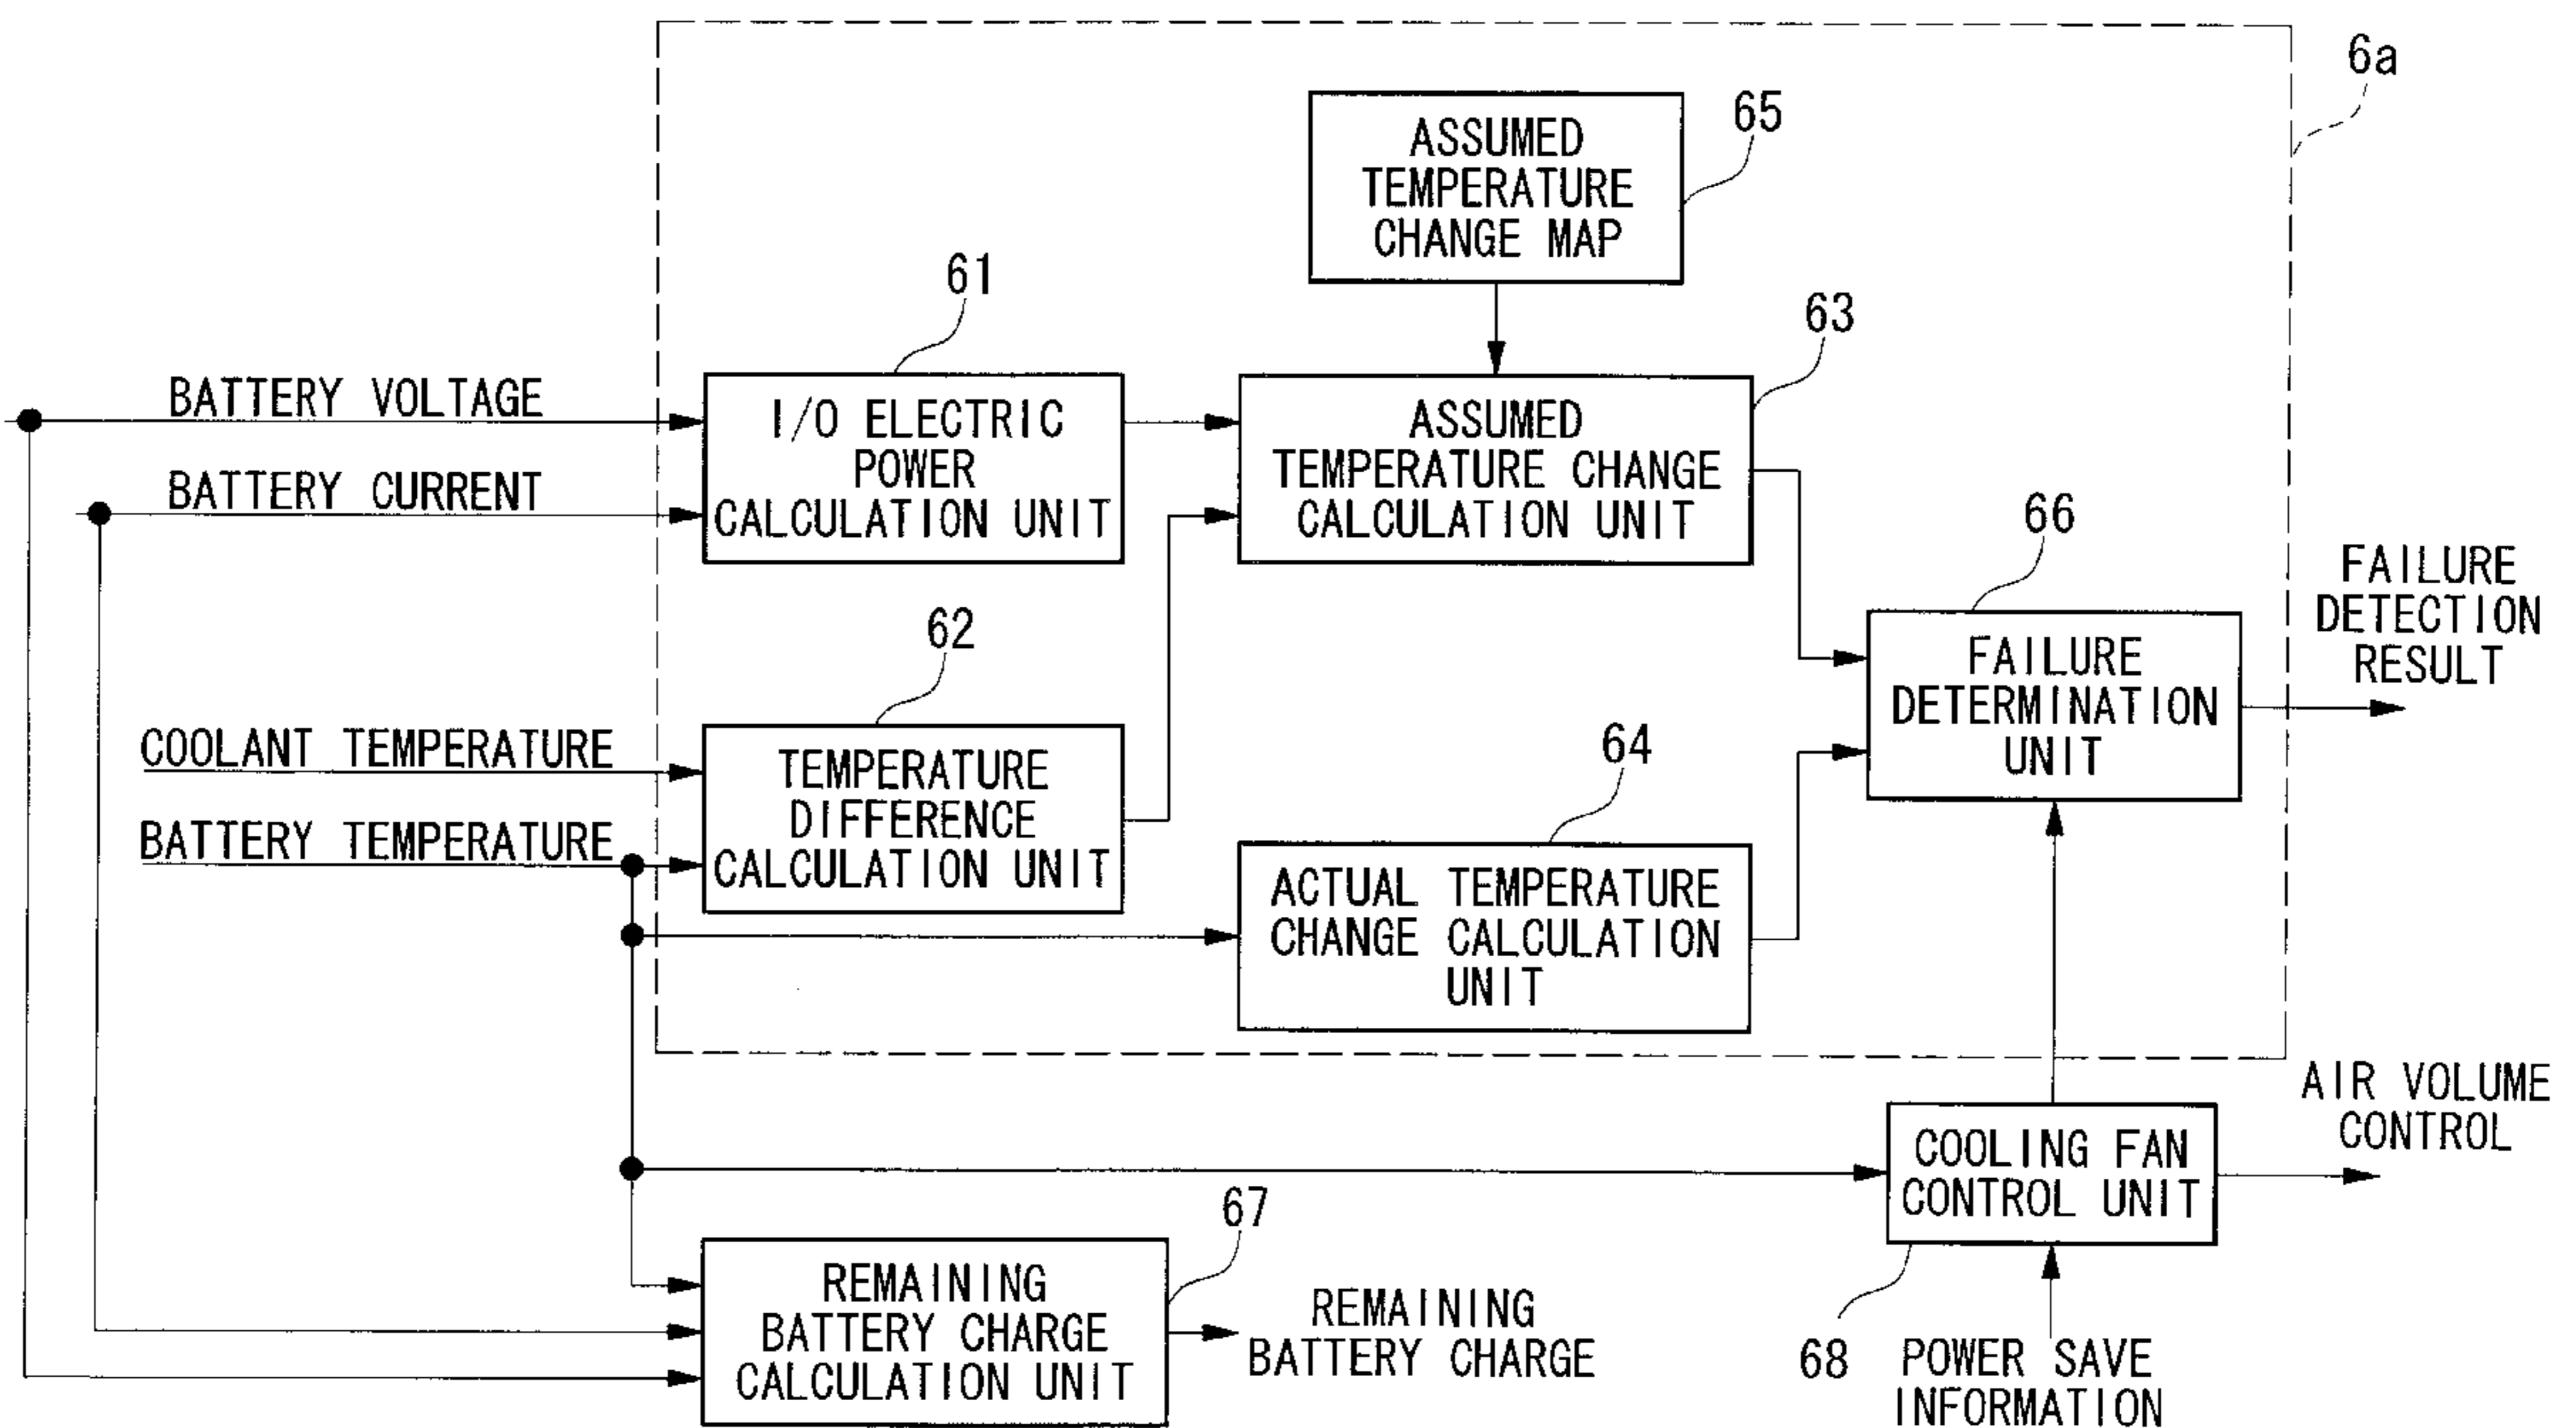 6a
65
ASSUMED
TEMPERATURE
CHANGE MAP
61
63
BATTERY VOLTAGE
I/O ELECTRIC
POWER
CALCULATION UNIT
ASSUMED
TEMPERATURE CHANGE
CALCULATION UNIT
BATTERY CURRENT
66
FAILURE
DETECTION
RESULT
62
FAILURE
DETERMINATION
UNIT
COOLANT TEMPERATURE
TEMPERATURE
DIFFERENCE
CALCULATION UNIT
64
BATTERY TEMPERATURE
ACTUAL TEMPERATURE
CHANGE CALCULATION
UNIT
AIR VOLUME
CONTROL
COOLING FAN
CONTROL UNIT
67
REMAINING
BATTERY CHARGE
CALCULATION UNIT
REMAINING
BATTERY CHARGE
68
POWER SAVE
INFORMATION